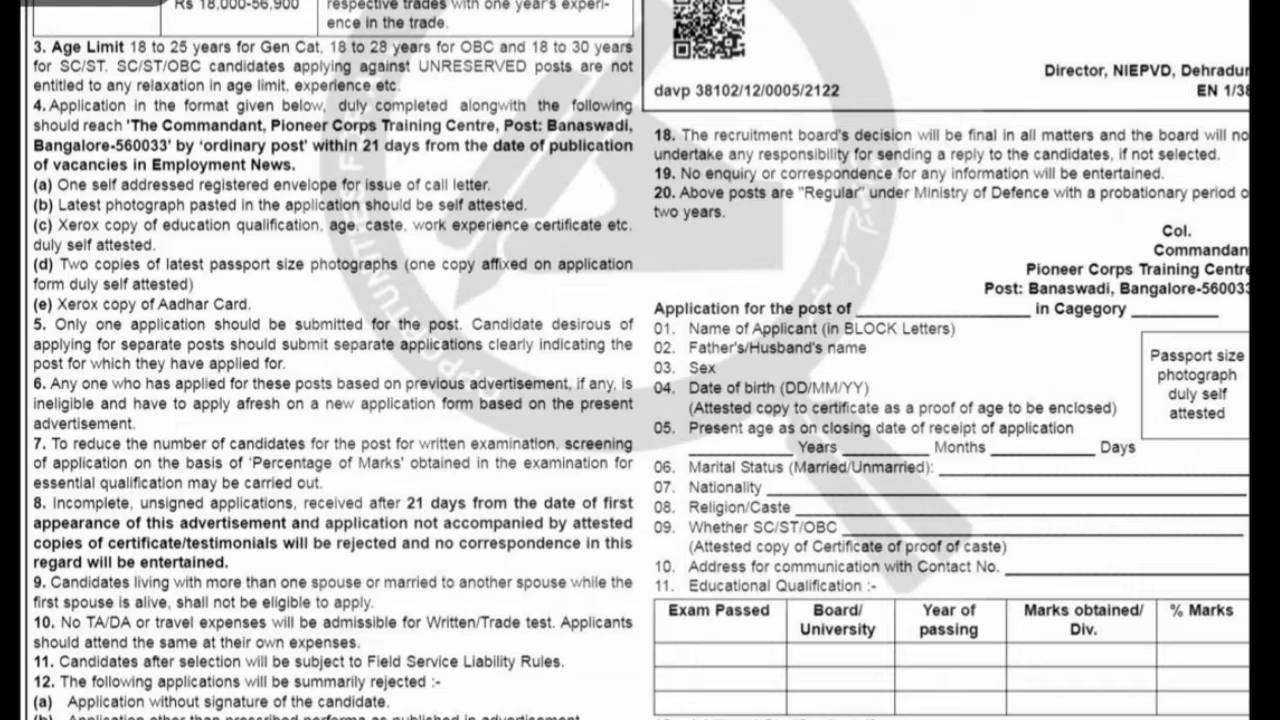 Rs 18,000-56,900
respective trades with one year's experi-
ence in the trade.
3. Age Limit 18 to 25 years for Gen Cat, 18 to 28 years for OBC and 18 to 30 years
for SC/ST. SC/ST/OBC candidates applying against UNRESERVED posts are not
entitled to any relaxation in age limit, experience etc.
4. Application in the format given below, duly completed alongwith the following
should reach 'The Commandant, Pioneer Corps Training Centre, Post: Banaswadi,
Bangalore-560033' by 'ordinary post' within 21 days from the date of publication
of vacancies in Employment News.
(a) One self addressed registered envelope for issue of call letter.
(b) Latest photograph pasted in the application should be self attested.
(c) Xerox copy of education qualification, age, caste, work experience certificate etc.
duly self attested.
(d) Two copies of latest passport size photographs (one copy affixed on application
form duly self attested)
(e) Xerox copy of Aadhar Card.
5. Only one application should be submitted for the post. Candidate desirous of
applying for separate posts should submit separate applications clearly indicating the
post for which they have applied for.
6. Any one who has applied for these posts based on previous advertisement, if any, is
ineligible and have to apply afresh on a new application form based on the present
advertisement.
7. To reduce the number of candidates for the post for written examination, screening
of application on the basis of 'Percentage of Marks' obtained in the examination for
essential qualification may be carried out.
8. Incomplete, unsigned applications, received after 21 days from the date of first
appearance of this advertisement and application not accompanied by attested
copies of certificate/testimonials will be rejected and no correspondence in this
regard will be entertained.
9. Candidates living with more than one spouse or married to another spouse while the
first spouse is alive, shall not be eligible to apply.
10. No TA/DA or travel expenses will be admissible for Written/Trade test. Applicants
should attend the same at their own expenses.
11. Candidates after selection will be subject to Field Service Liability Rules.
12. The following applications will be summarily rejected :-
(a) Application without signature of the candidate.
(b) Application other than prescribed performa as published in advertisement.
Director, NIEPVD, Dehradun
davp 38102/12/0005/2122
EN 1/38
18. The recruitment board's decision will be final in all matters and the board will no
undertake any responsibility for sending a reply to the candidates, if not selected.
19. No enquiry or correspondence for any information will be entertained.
20. Above posts are "Regular" under Ministry of Defence with a probationary period o
two years.
Col.
Commandan
Pioneer Corps Training Centre
Post: Banaswadi, Bangalore-560033
Application for the post of ____ in Cagegory ____
01. Name of Applicant (in BLOCK Letters)
02. Father's/Husband's name
03. Sex
04. Date of birth (DD/MM/YY)
(Attested copy to certificate as a proof of age to be enclosed)
05. Present age as on closing date of receipt of application
____ Years ____ Months ____ Days
Passport size
photograph
duly self
attested
06. Marital Status (Married/Unmarried): ____
07. Nationality ____
08. Religion/Caste ____
09. Whether SC/ST/OBC ____
(Attested copy of Certificate of proof of caste)
10. Address for communication with Contact No. ____
11. Educational Qualification :-
Exam Passed Board/ Year of Marks obtained/ % Marks
University passing Div.